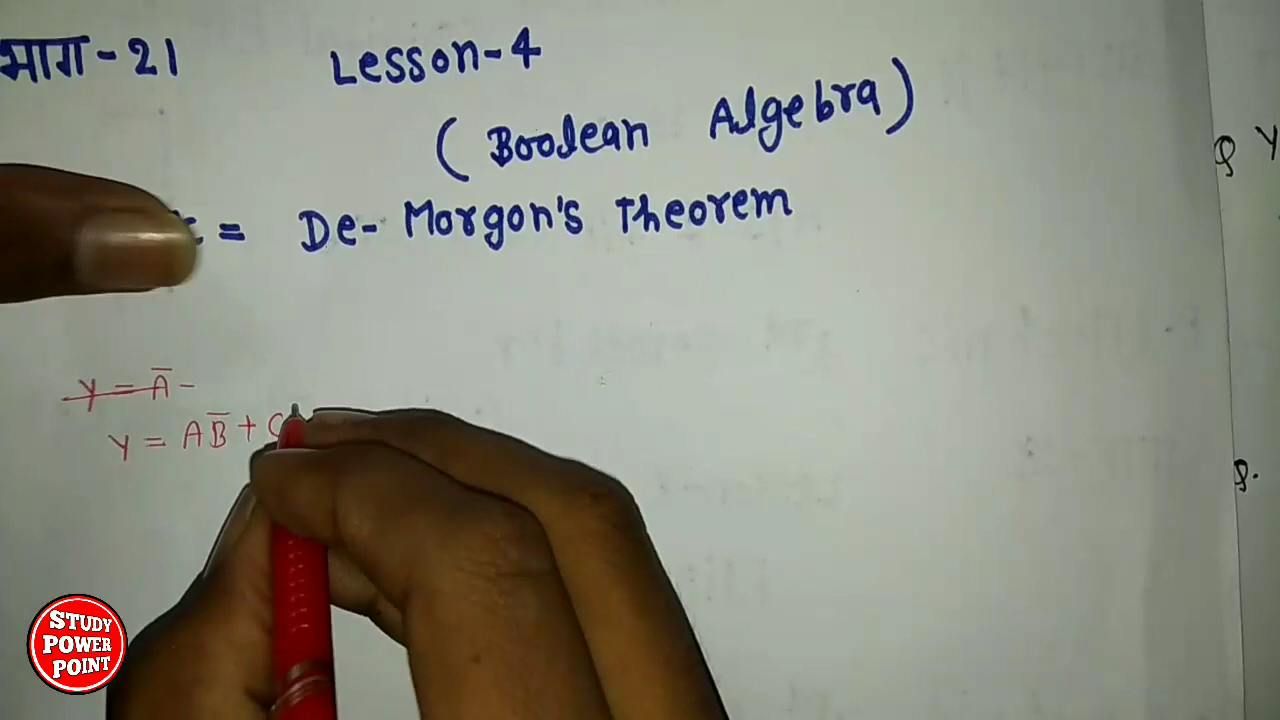 भाग-21 Lesson-4
(Boolean Algebra)
= De-Morgon's Theorem
Y = A̅ -
Y = AB̅ + C
STUDY
POWER
POINT
Q Y
Q.